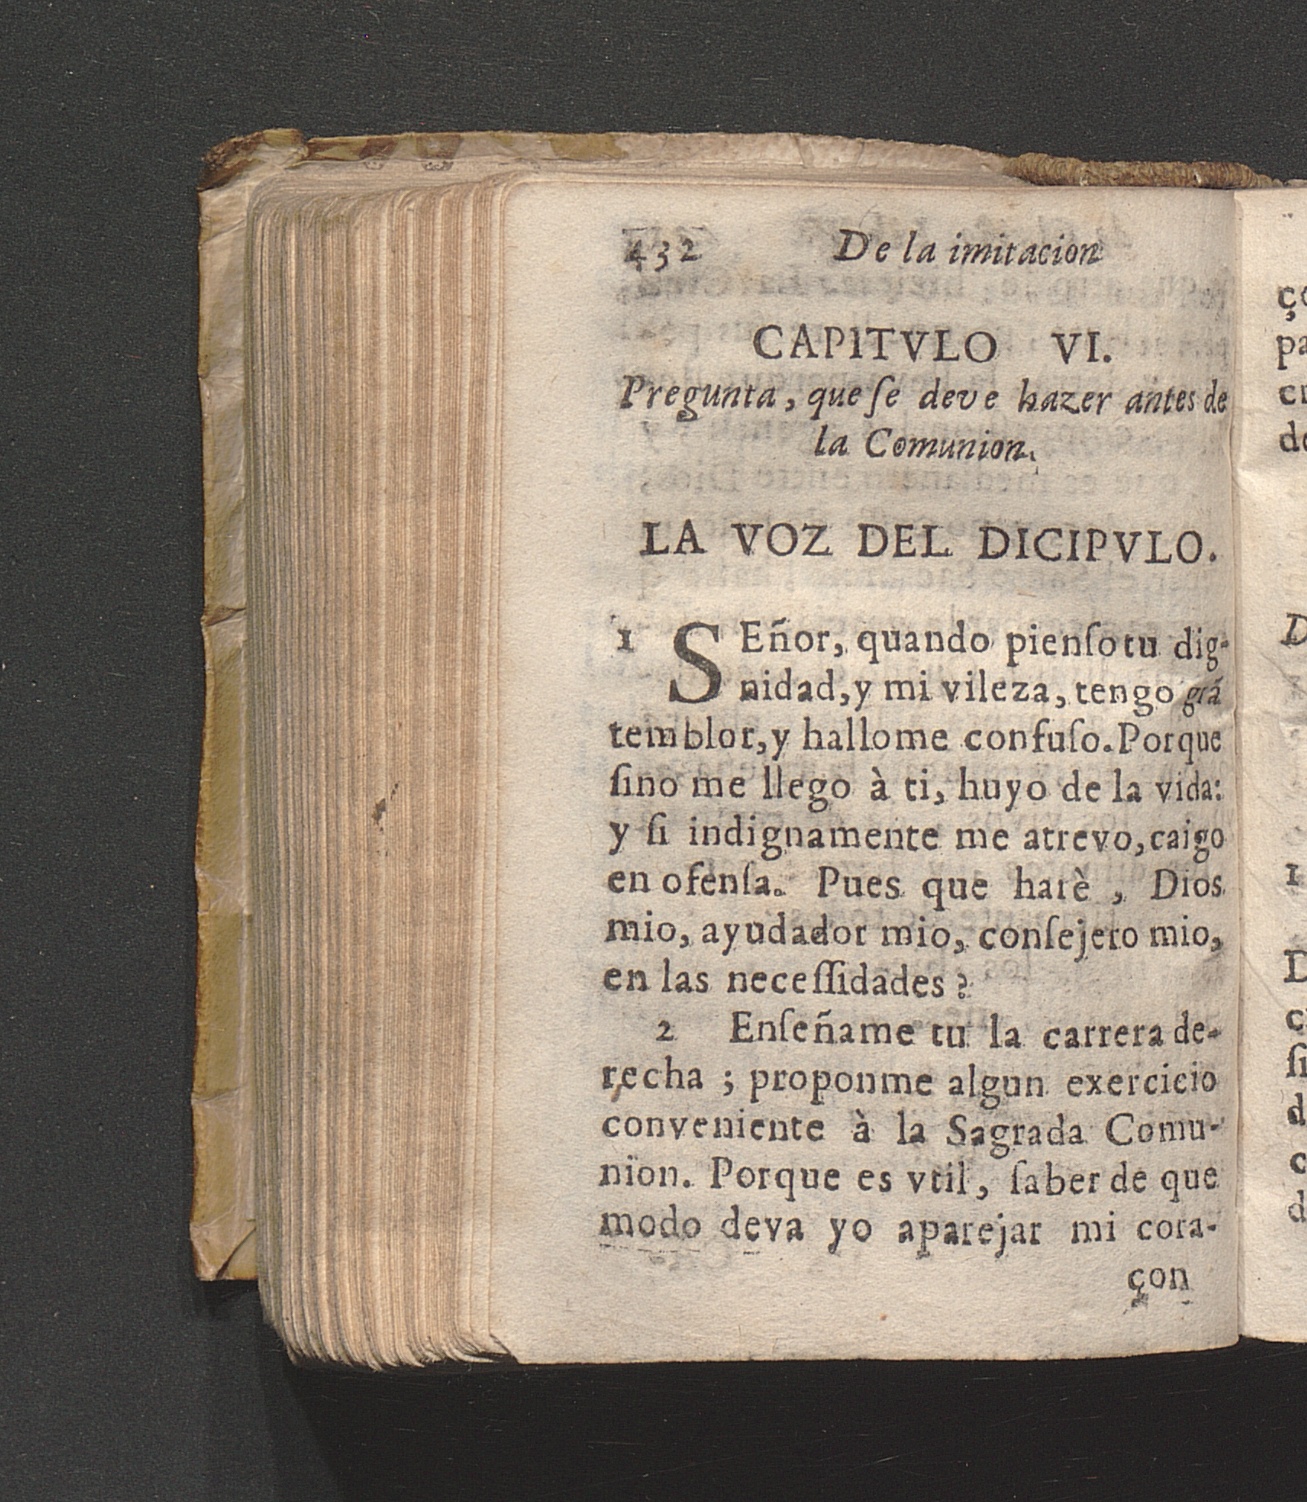 432 De la imitacion
CAPITVLO VI.
Pregunta, que ſe deve hazer antes de
la Comunion.
LA VOZ DEL DICIPVLO.
1 SEñor, quando pienſo tu dig-
nidad, y mi vileza, tengo grã
temblor, y hallome confuſo. Porque
ſino me llego à ti, huyo de la vida:
y ſi indignamente me atrevo, caigo
en ofenſa. Pues que harè, Dios
mio, ayudador mio, conſejero mio,
en las neceſſidades?
2 Enſeñame tu la carrera de-
recha; proponme algun exercicio
conveniente à la Sagrada Comu-
nion. Porque es vtil, ſaber de que
modo deva yo aparejar mi cora-
çon